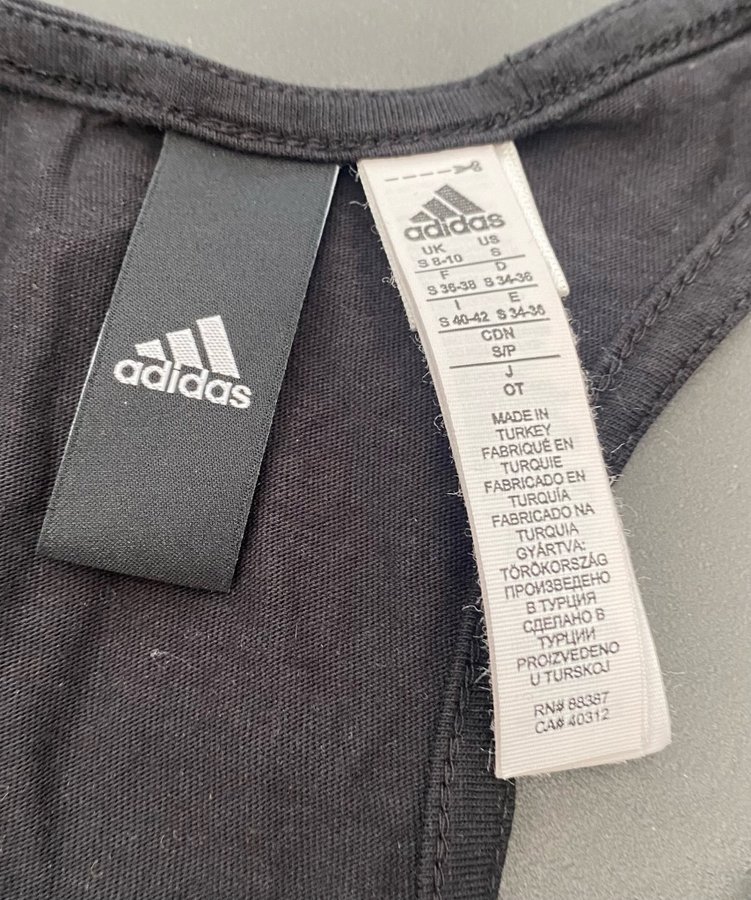 adidas
adidas
UK US
S 8-10 S
F D
S 36-38 S 34-36
I E
S 40-42 S 34-36
CDN
S/P
J
OT
MADE IN
TURKEY
FABRIQUÉ EN
TURQUIE
FABRICADO EN
TURQUÍA
FABRICADO NA
TURQUIA
GYÁRTVA:
TÖRÖKORSZÁG
ПРОИЗВЕДЕНО
В ТУРЦИЯ
СДЕЛАНО В
ТУРЦИИ
PROIZVEDENO
U TURSKOJ
RN# 88387
CA# 40312